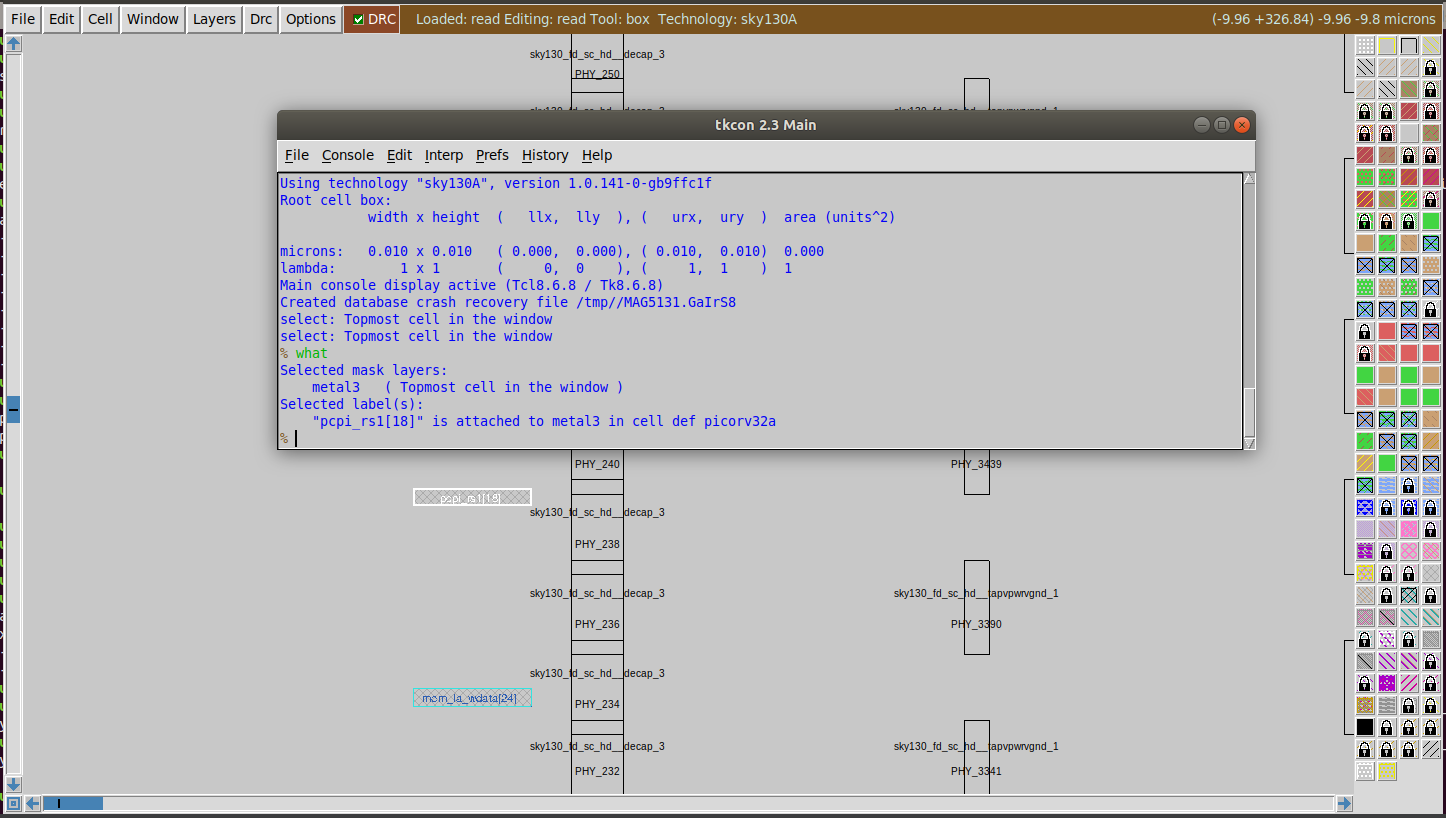 File Edit Cell Window Layers Drc Options DRC Loaded: read Editing: read Tool: box Technology: sky130A (-9.96 +326.84) -9.96 -9.8 microns
sky130_fd_sc_hd__decap_3
PHY_250
tkcon 2.3 Main
File Console Edit Interp Prefs History Help
Using technology "sky130A", version 1.0.141-0-gb9ffc1f
Root cell box:
width x height ( llx, lly ), ( urx, ury ) area (units^2)
microns: 0.010 x 0.010 ( 0.000, 0.000), ( 0.010, 0.010) 0.000
lambda: 1 x 1 ( 0, 0 ), ( 1, 1 ) 1
Main console display active (Tcl8.6.8 / Tk8.6.8)
Created database crash recovery file /tmp//MAG5131.GaIrS8
select: Topmost cell in the window
select: Topmost cell in the window
% what
Selected mask layers:
metal3 ( Topmost cell in the window )
Selected label(s):
"pcpi_rs1[18]" is attached to metal3 in cell def picorv32a
%
PHY_240 PHY_3439
pcpi_rs1[18]
sky130_fd_sc_hd__decap_3
PHY_238
sky130_fd_sc_hd__decap_3 sky130_fd_sc_hd__tapvpwrvgnd_1
PHY_236 PHY_3390
sky130_fd_sc_hd__decap_3
mem_la_wdata[24]
PHY_234
sky130_fd_sc_hd__decap_3 sky130_fd_sc_hd__tapvpwrvgnd_1
PHY_232 PHY_3341